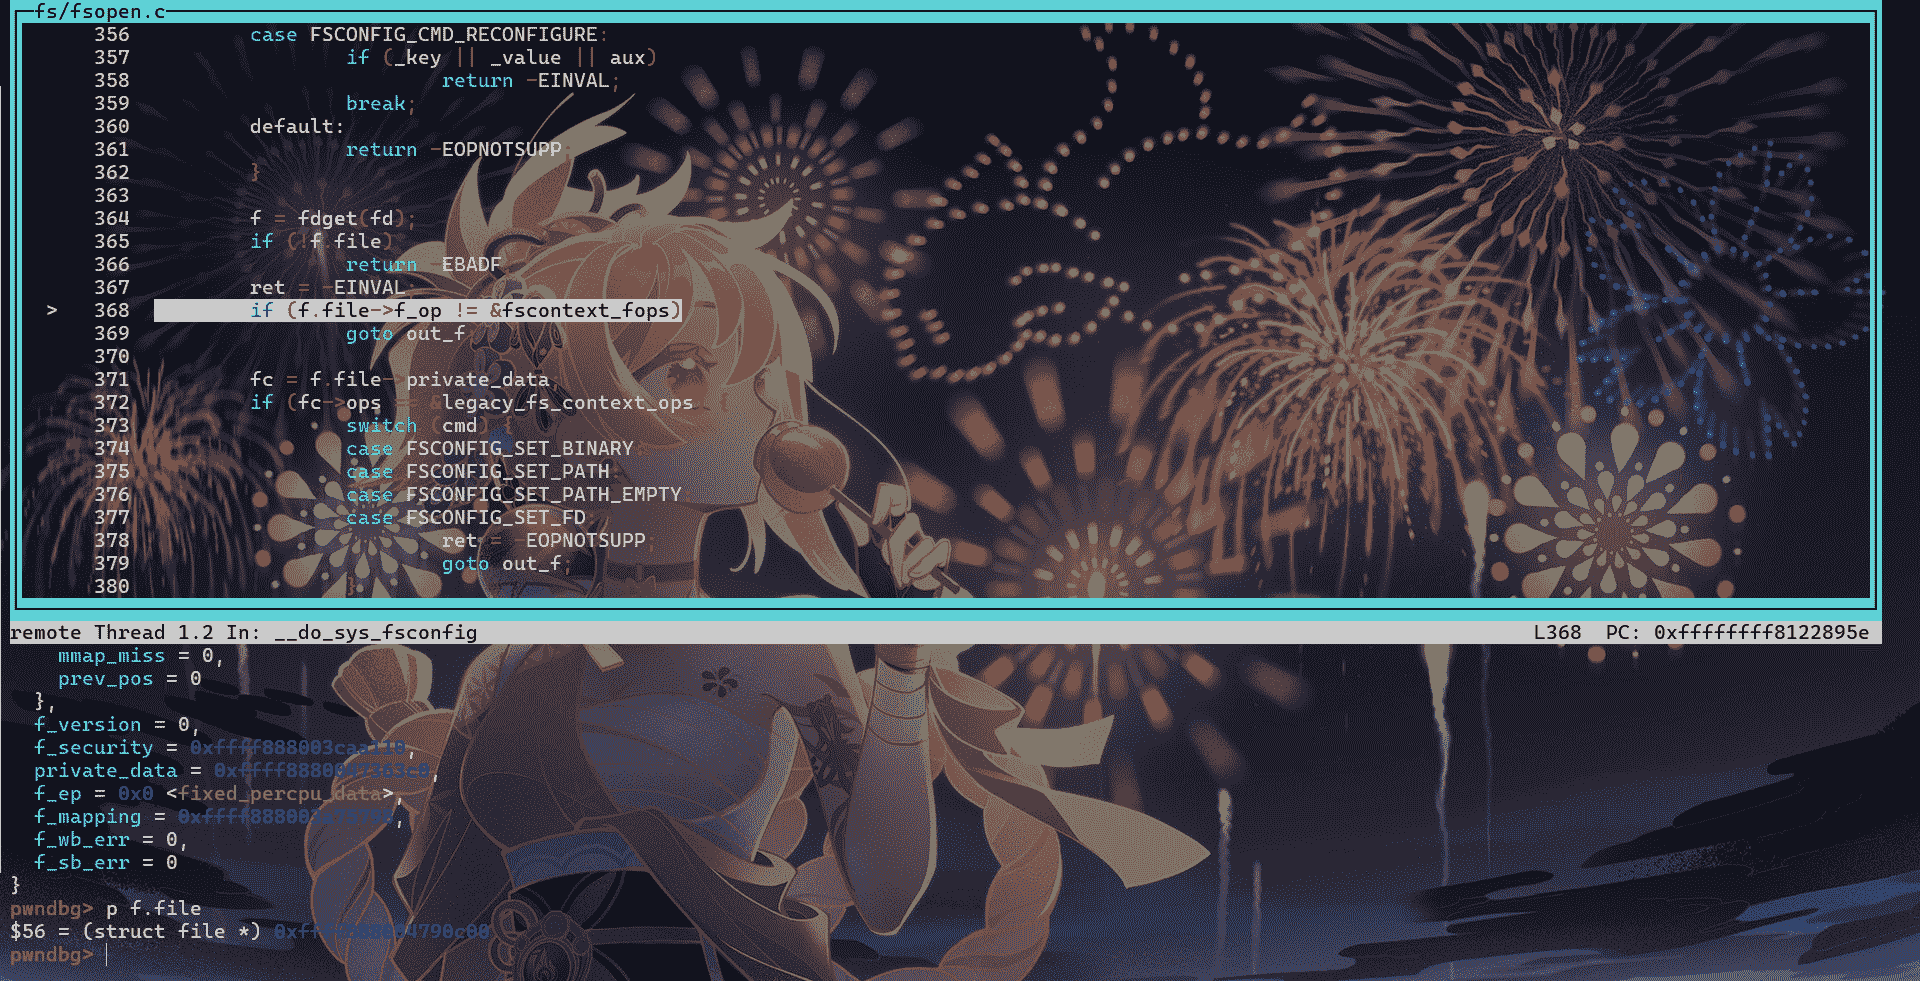 fs/fsopen.c
356 case FSCONFIG_CMD_RECONFIGURE:
357 if (_key || _value || aux)
358 return -EINVAL;
359 break;
360 default:
361 return -EOPNOTSUPP;
362 }
363
364 f = fdget(fd);
365 if (!f.file)
366 return -EBADF
367 ret = -EINVAL;
> 368 if (f.file->f_op != &fscontext_fops)
369 goto out_f
370
371 fc = f.file->private_data
372 if (fc->ops == &legacy_fs_context_ops
373 switch (cmd
374 case FSCONFIG_SET_BINARY:
375 case FSCONFIG_SET_PATH
376 case FSCONFIG_SET_PATH_EMPTY
377 case FSCONFIG_SET_FD
378 ret = -EOPNOTSUPP;
379 goto out_f;
380
remote Thread 1.2 In: __do_sys_fsconfig L368 PC: 0xffffffff8122895e
mmap_miss = 0,
prev_pos = 0
},
f_version = 0,
f_security = ,
private_data = ,
f_ep = 0x0 <fixed_percpu_data>,
f_mapping = ,
f_wb_err = 0,
f_sb_err = 0
}
pwndbg> p f.file
$56 = (struct file *)
pwndbg>